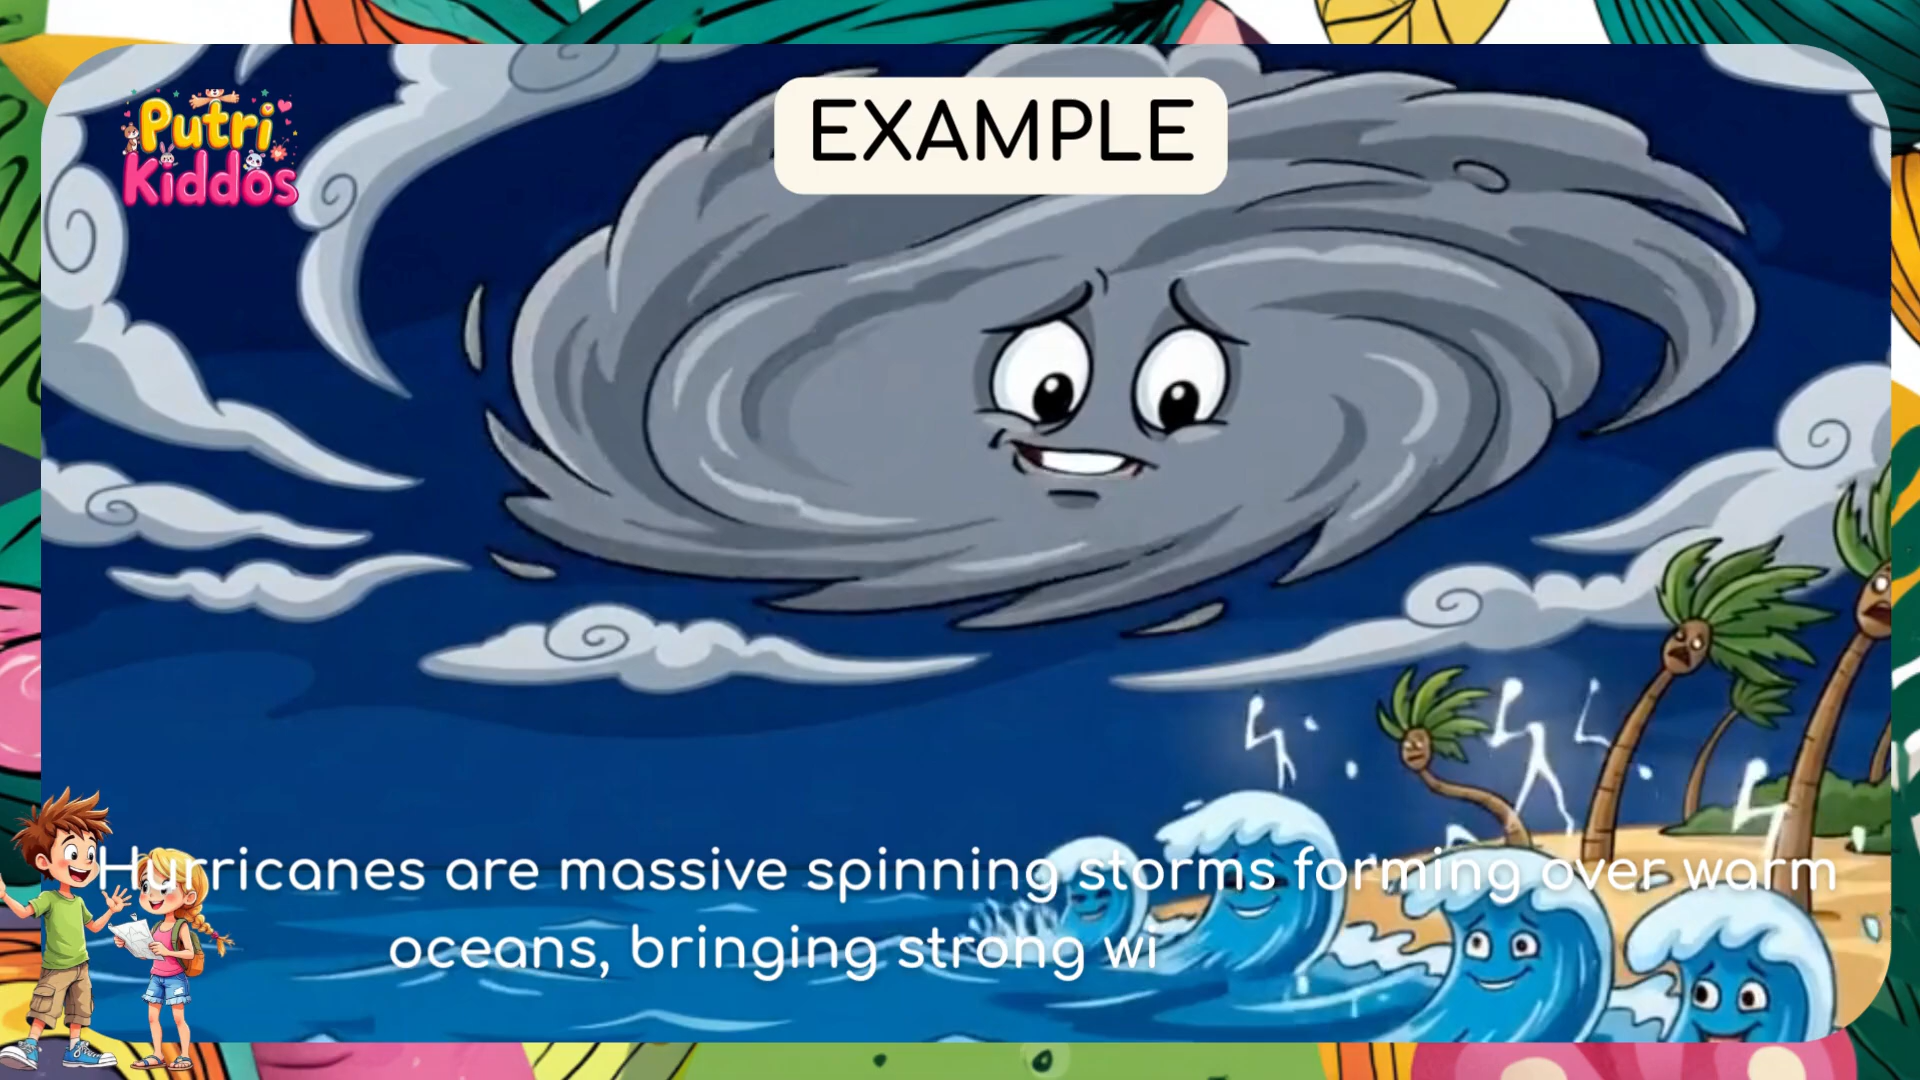 Putri
Kiddos
EXAMPLE
Hurricanes are massive spinning storms forming over warm
oceans, bringing strong wi